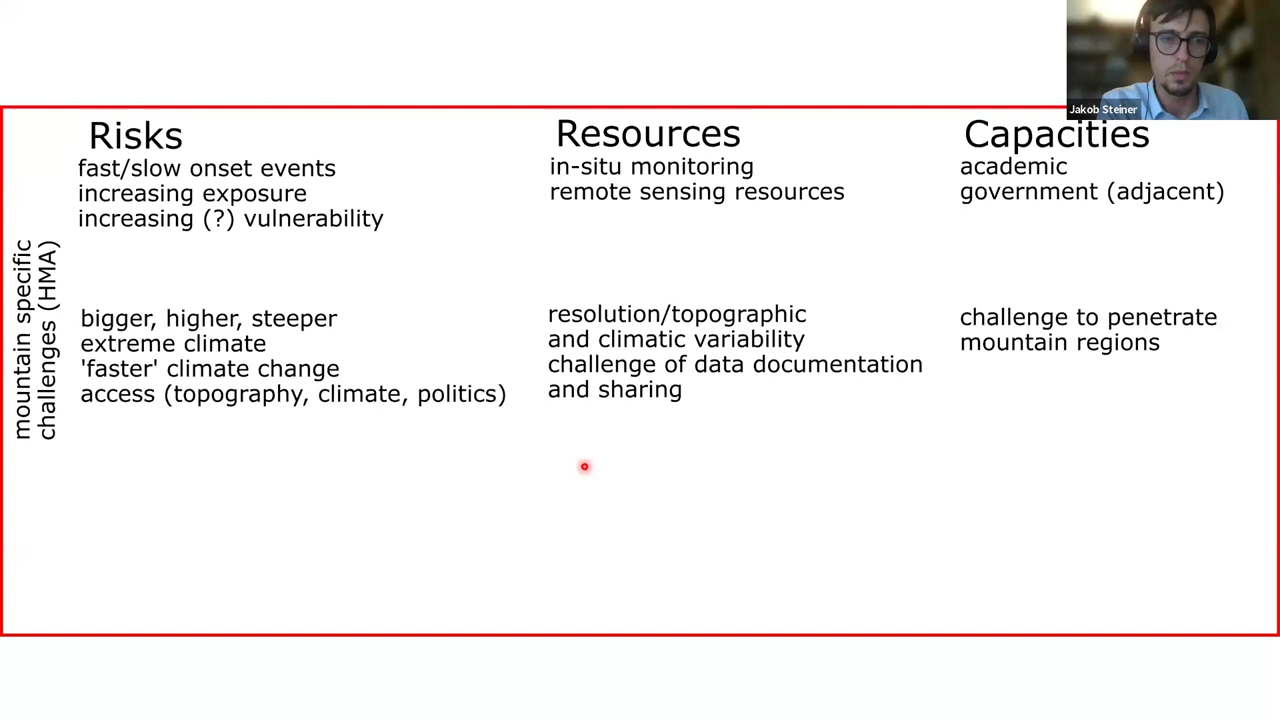 Jakob Steiner
Risks
fast/slow onset events
increasing exposure
increasing (?) vulnerability
Resources
in-situ monitoring
remote sensing resources
Capacities
academic
government (adjacent)
mountain specific
challenges (HMA)
bigger, higher, steeper
extreme climate
'faster' climate change
access (topography, climate, politics)
resolution/topographic
and climatic variability
challenge of data documentation
and sharing
challenge to penetrate
mountain regions